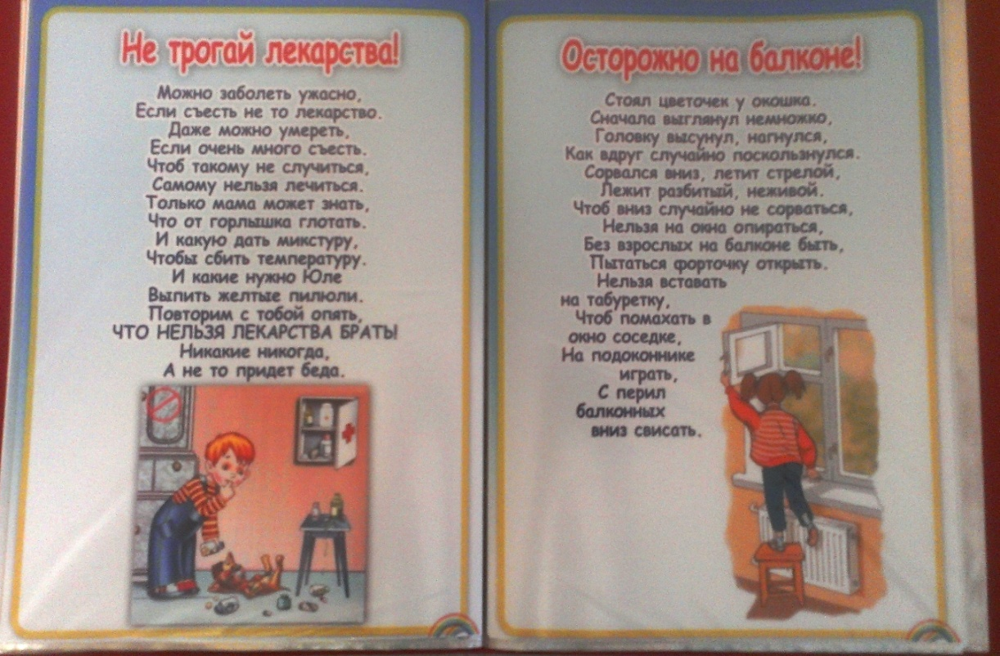 Не трогай лекарства!
Можно заболеть ужасно,
Если съесть не то лекарство.
Даже можно умереть,
Если очень много съесть.
Чтоб такому не случиться,
Самому нельзя лечиться.
Только мама может знать,
Что от горлышка глотать.
И какую дать микстуру,
Чтобы сбить температуру.
И какие нужно Юле
Выпить желтые пилюли.
Повторим с тобой опять,
ЧТО НЕЛЬЗЯ ЛЕКАРСТВА БРАТЬ!
Никакие никогда,
А не то придет беда.
Осторожно на балконе!
Стоял цветочек у окошка.
Сначала выглянул немножко,
Головку высунул, нагнулся,
Как вдруг случайно поскользнулся.
Сорвался вниз, летит стрелой,
Лежит разбитый, неживой.
Чтоб вниз случайно не сорваться,
Нельзя на окна опираться,
Без взрослых на балконе быть,
Пытаться форточку открыть.
Нельзя вставать
на табуретку,
Чтоб помахать в
окно соседке,
На подоконнике
играть,
С перил
балконных
вниз свисать.